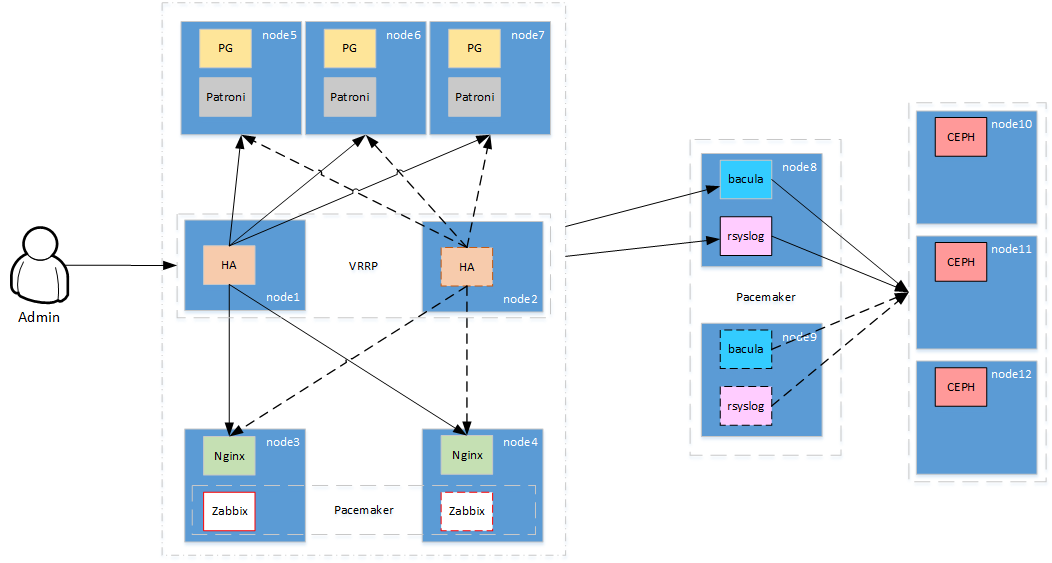 node5
node6
node7
PG
PG
PG
Patroni
Patroni
Patroni
node10
CEPH
node8
bacula
rsyslog
HA
VRRP
HA
node1
node2
node11
CEPH
Admin
Pacemaker
node9
bacula
rsyslog
node12
CEPH
node3
node4
Nginx
Nginx
Zabbix
Pacemaker
Zabbix